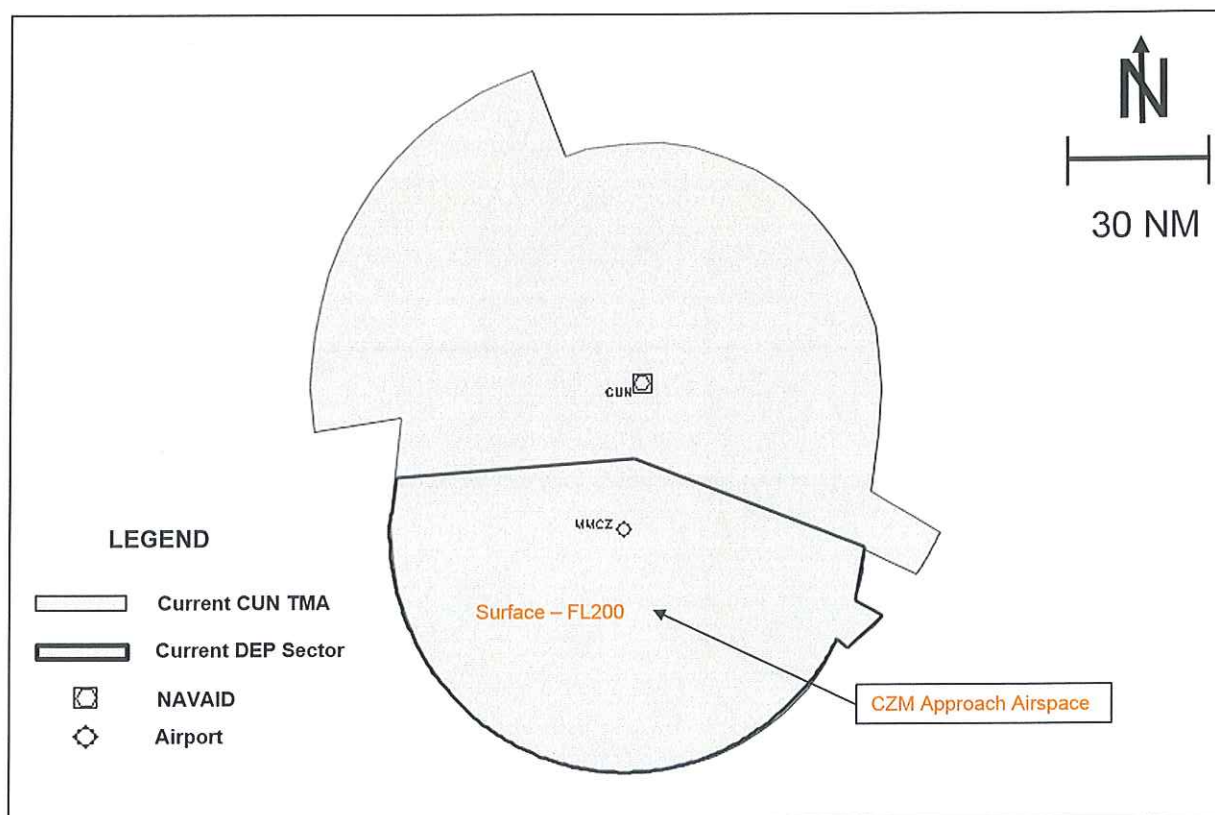 N
30 NM
CUN
MMCZ
LEGEND
Current CUN TMA
Current DEP Sector
NAVAID
Airport
Surface – FL200
CZM Approach Airspace